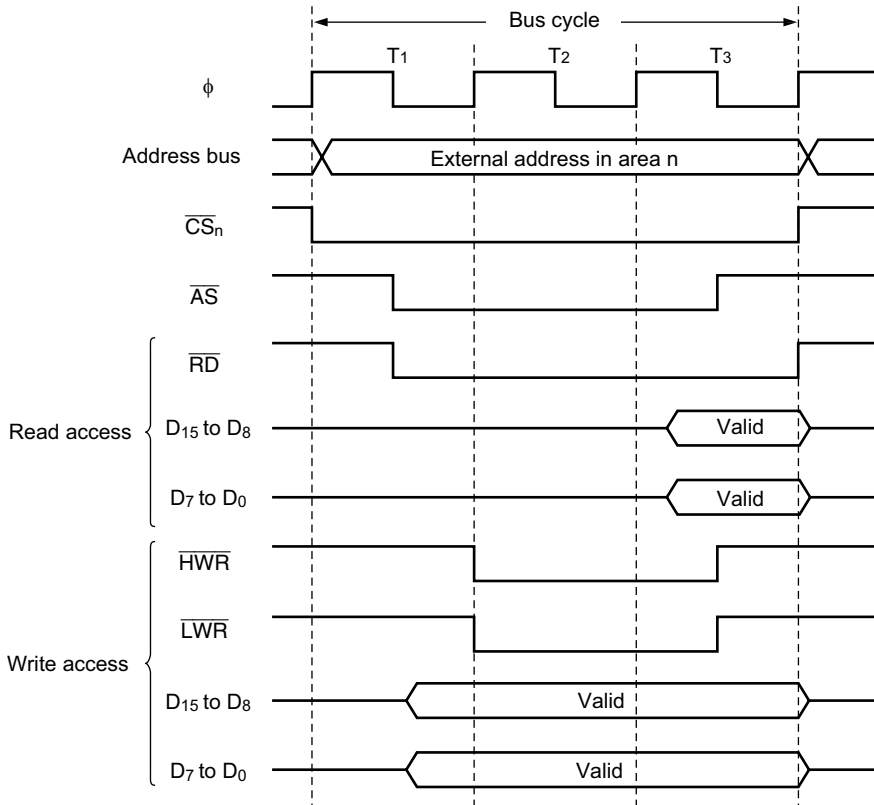 Bus cycle
T1 T2 T3
ϕ
Address bus External address in area n
CSn
AS
RD
Read access D15 to D8 Valid
D7 to D0 Valid
HWR
LWR
Write access
D15 to D8 Valid
D7 to D0 Valid